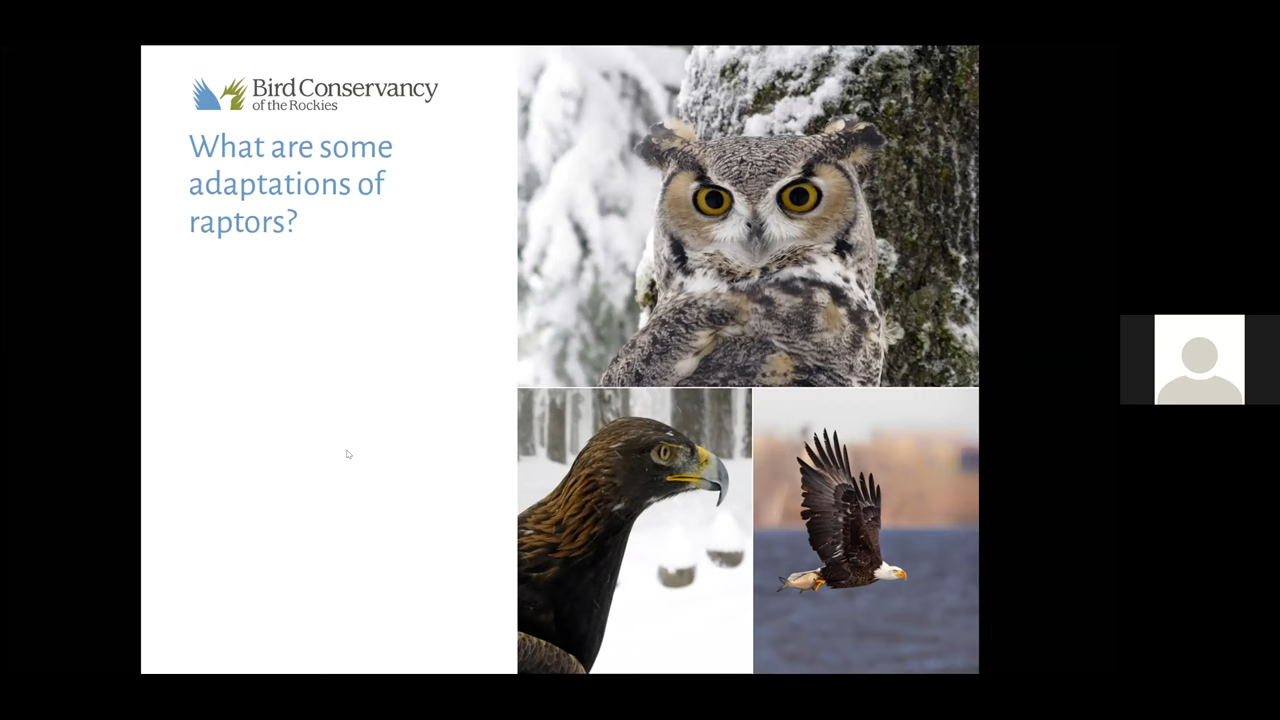 Bird Conservancy
of the Rockies
What are some
adaptations of
raptors?